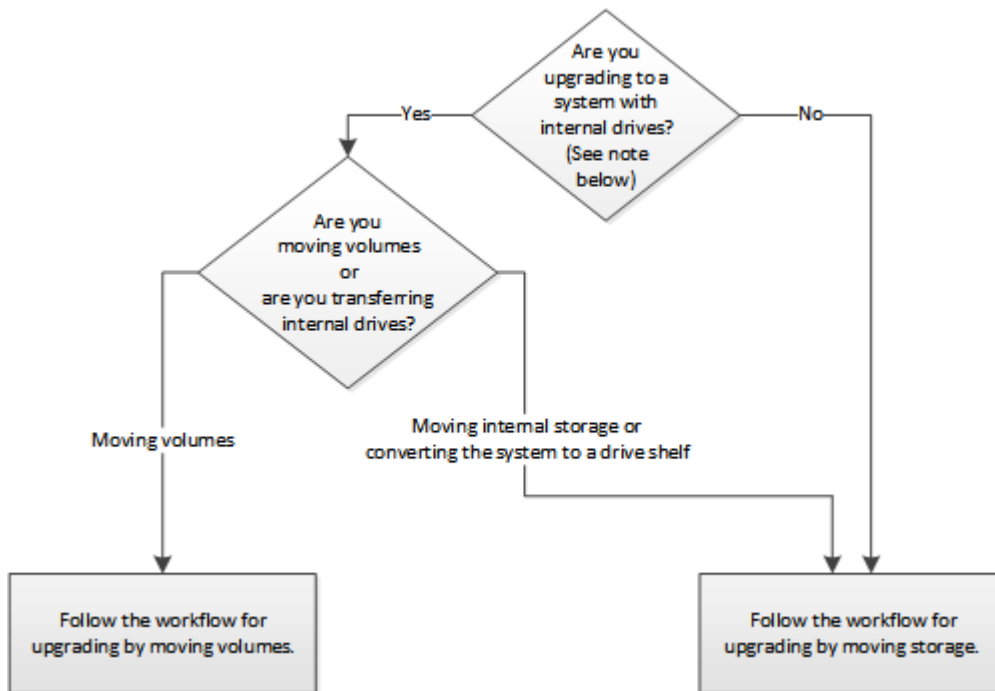 Are you
upgrading to a
system with
internal drives?
(See note
below)
Yes
No
Are you
moving volumes
or
are you transferring
internal drives?
Moving volumes
Moving internal storage or
converting the system to a drive shelf
Follow the workflow for
upgrading by moving volumes.
Follow the workflow for
upgrading by moving storage.